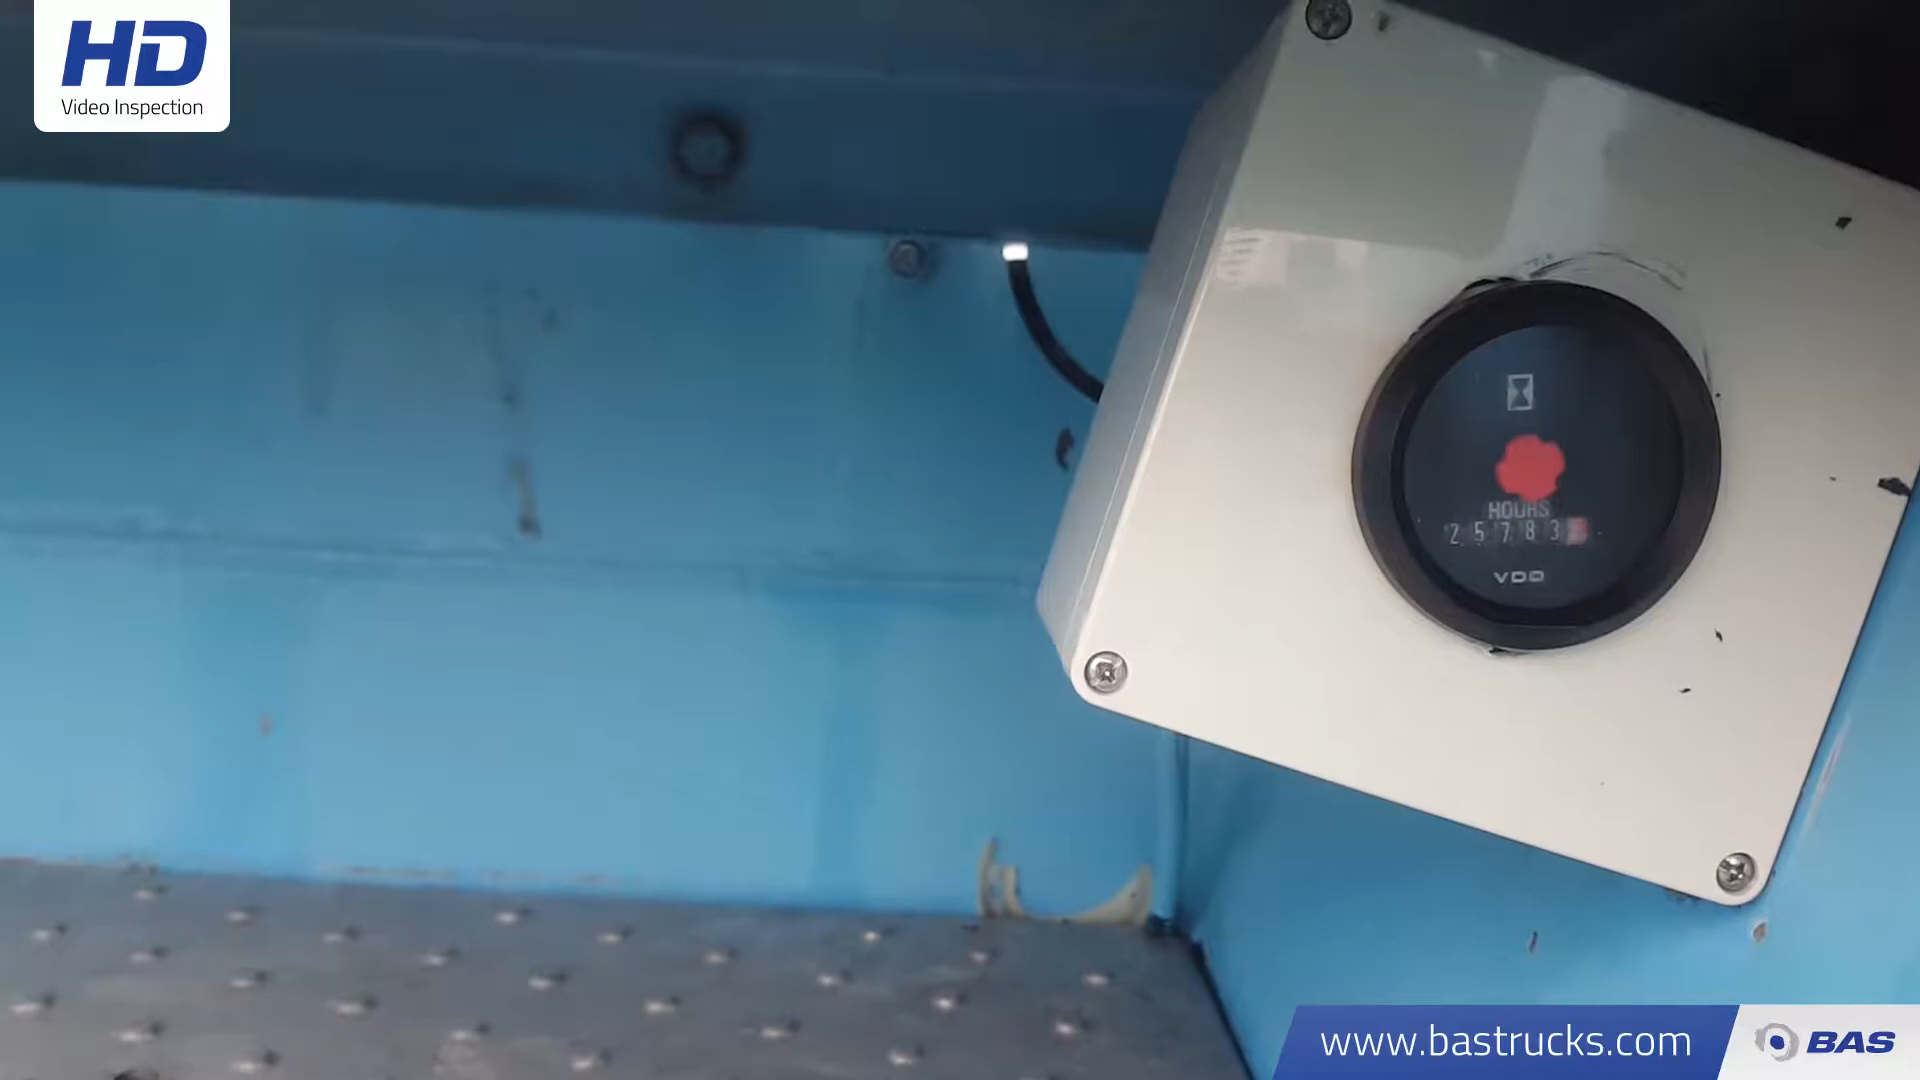 HD
Video Inspection
HOURS
2 5 7 8 3
VDO
www.bastrucks.com
BAS